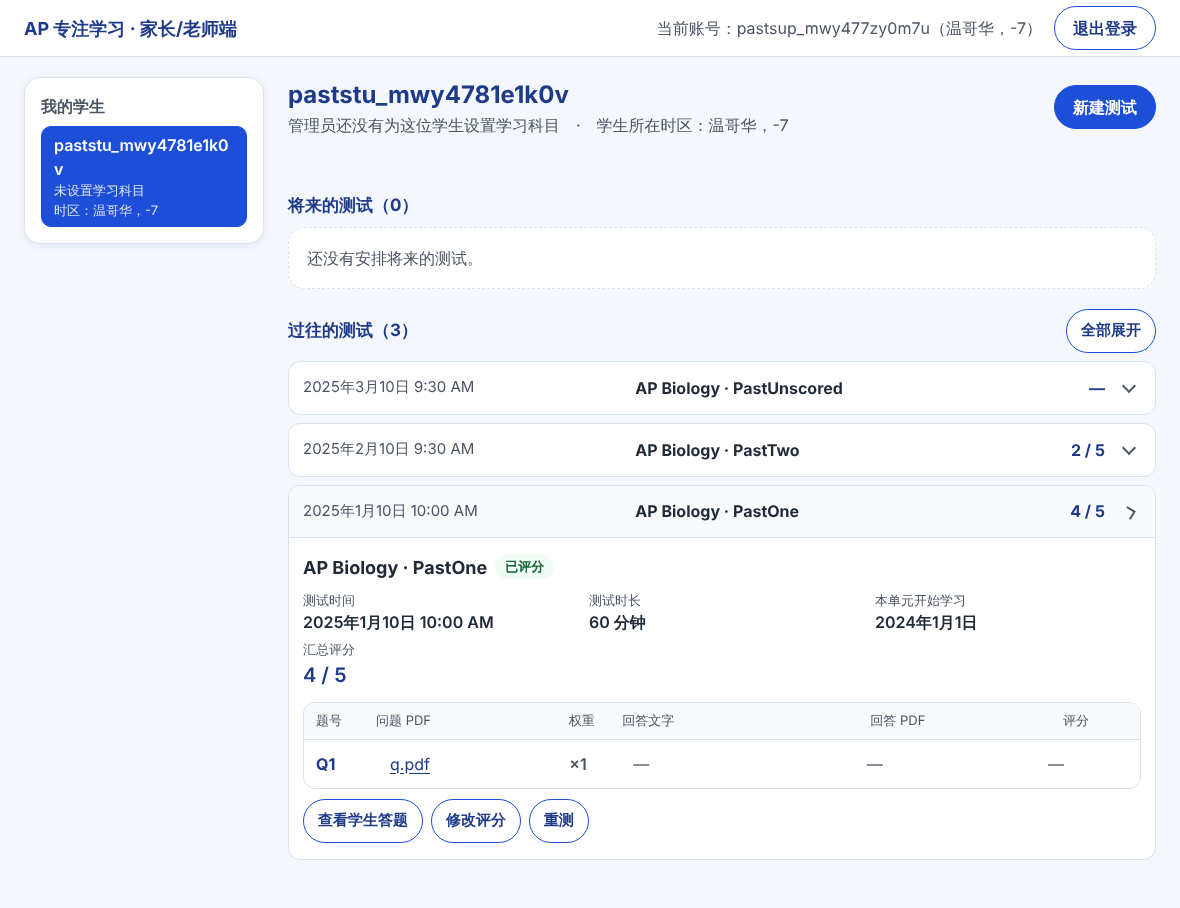 AP 专注学习 · 家长/老师端
当前账号：pastsup_mwy477zy0m7u（温哥华，-7）
退出登录
我的学生
paststu_mwy4781e1k0
v
未设置学习科目
时区：温哥华，-7
paststu_mwy4781e1k0v
管理员还没有为这位学生设置学习科目 · 学生所在时区：温哥华，-7
新建测试
将来的测试（0）
还没有安排将来的测试。
过往的测试（3）
全部展开
2025年3月10日 9:30 AM AP Biology · PastUnscored —
2025年2月10日 9:30 AM AP Biology · PastTwo 2 / 5
2025年1月10日 10:00 AM AP Biology · PastOne 4 / 5
AP Biology · PastOne 已评分
测试时间 测试时长 本单元开始学习
2025年1月10日 10:00 AM 60 分钟 2024年1月1日
汇总评分
4 / 5
题号 问题 PDF 权重 回答文字 回答 PDF 评分
Q1 q.pdf ×1 — — —
查看学生答题 修改评分 重测